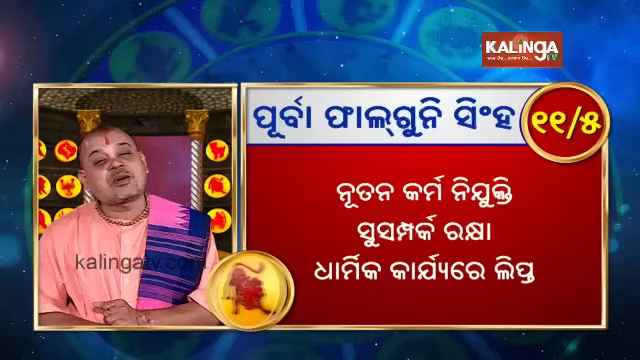 KALINGA
TV
ପୂର୍ବା ଫାଲ୍‌ଗୁନି ସିଂହ
୧୧/୫
ନୂତନ କର୍ମ ନିଯୁକ୍ତି
ସୁସମ୍ପର୍କ ରକ୍ଷା
ଧାର୍ମିକ କାର୍ଯ୍ୟରେ ଲିପ୍ତ
kalingatv.com